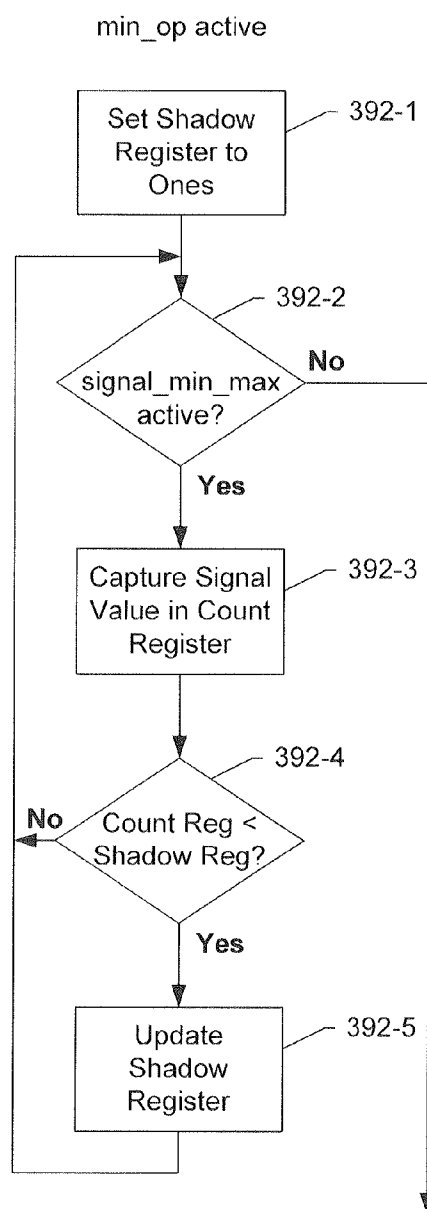 min_op active
392-1
Set Shadow
Register to
Ones
392-2
signal_min_max
active?
No
Yes
392-3
Capture Signal
Value in Count
Register
392-4
No
Count Reg <
Shadow Reg?
Yes
392-5
Update
Shadow
Register